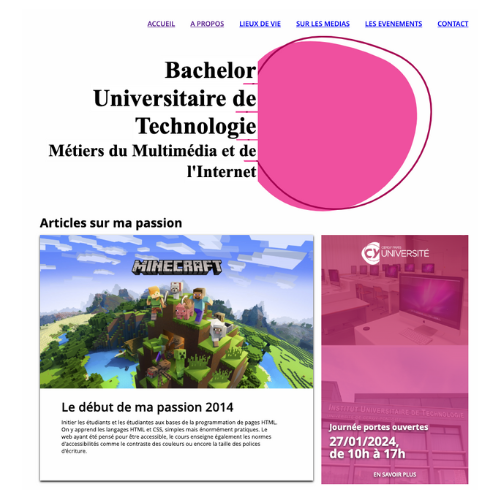 ACCUEIL A PROPOS LIEUX DE VIE SUR LES MEDIAS LES EVENEMENTS CONTACT
Bachelor
Universitaire de
Technologie
Métiers du Multimédia et de
l'Internet
Articles sur ma passion
MINECRAFT
Le début de ma passion 2014
Initier les étudiants et les étudiantes aux bases de la programmation de pages HTML.
On y apprend les langages HTML et CSS, simples mais énormément pratiques. Le
web ayant été pensé pour être accessible, le cours enseigne également les normes
d'accessibilités comme le contraste des couleurs ou encore la taille des polices
d'écriture.
CY UNIVERSITÉ
INSTITUT UNIVERSITAIRE DE TECHNOLOGIE
Journée portes ouvertes
27/01/2024,
de 10h à 17h
EN SAVOIR PLUS